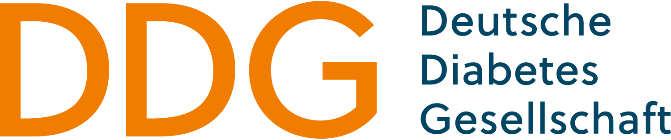 DDG
Deutsche
Diabetes
Gesellschaft